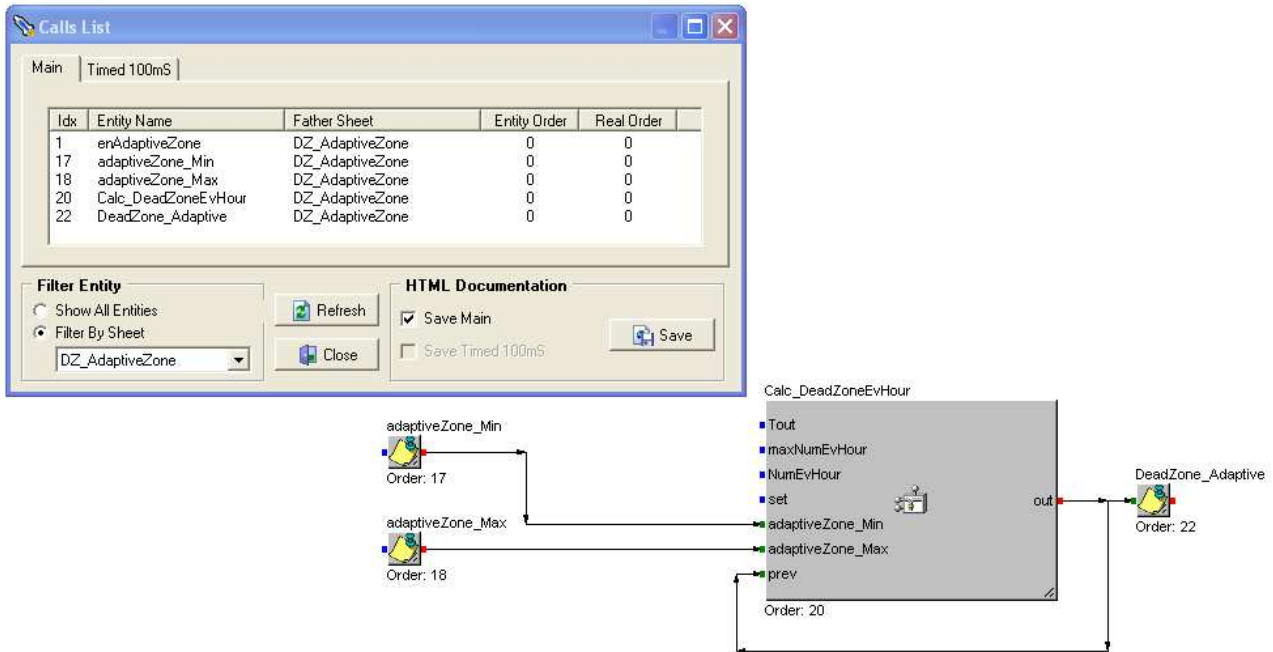 Calls List
Main Timed 100mS
Idx Entity Name Father Sheet Entity Order Real Order
1 enAdaptiveZone DZ_AdaptiveZone 0 0
17 adaptiveZone_Min DZ_AdaptiveZone 0 0
18 adaptiveZone_Max DZ_AdaptiveZone 0 0
20 Calc_DeadZoneEvHour DZ_AdaptiveZone 0 0
22 DeadZone_Adaptive DZ_AdaptiveZone 0 0
Filter Entity
Show All Entities
Filter By Sheet
DZ_AdaptiveZone
Refresh
Close
HTML Documentation
Save Main
Save Timed 100mS
Save
adaptiveZone_Min
Order: 17
adaptiveZone_Max
Order: 18
Calc_DeadZoneEvHour
Tout
maxNumEvHour
NumEvHour
set
adaptiveZone_Min
adaptiveZone_Max
prev
out
Order: 20
DeadZone_Adaptive
Order: 22